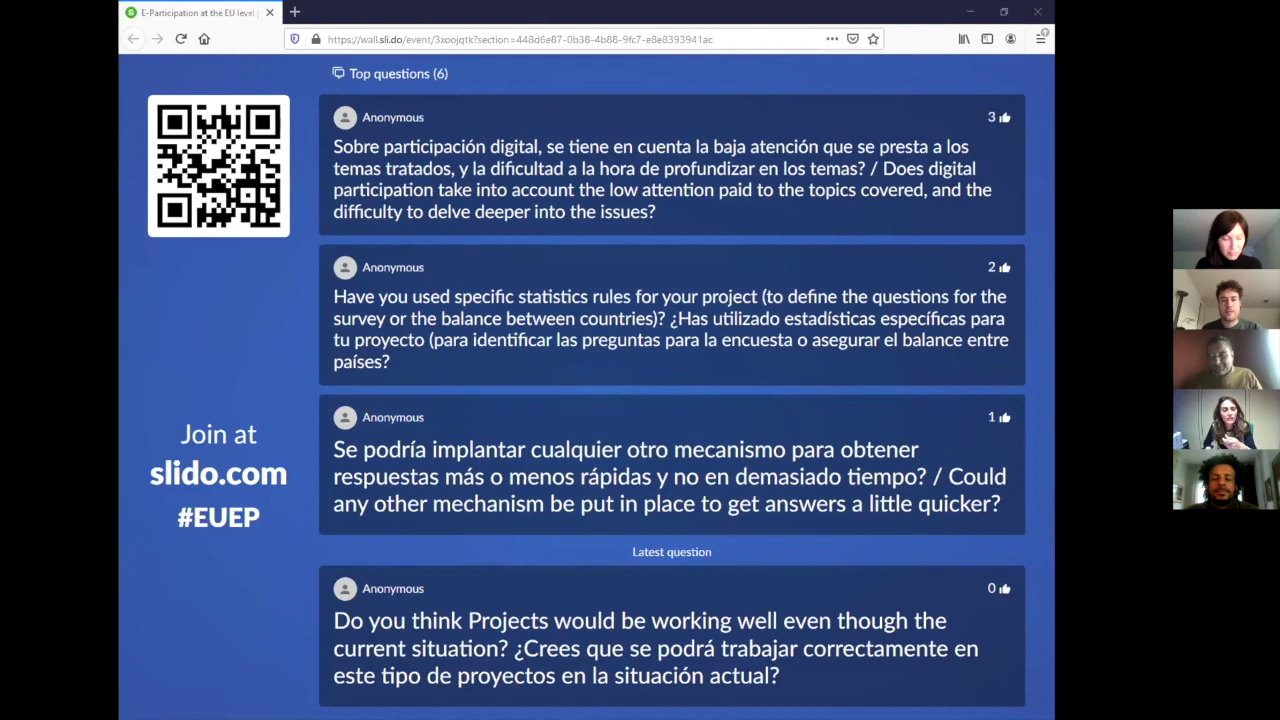 E-Participation at the EU level |
https://wall.sli.do/event/3xoojqtk?section=448d6e87-0b38-4b88-9fc7-e8e8393941ac
Top questions (6)
Anonymous
3
Sobre participación digital, se tiene en cuenta la baja atención que se presta a los
temas tratados, y la dificultad a la hora de profundizar en los temas? / Does digital
participation take into account the low attention paid to the topics covered, and the
difficulty to delve deeper into the issues?
Anonymous
2
Have you used specific statistics rules for your project (to define the questions for the
survey or the balance between countries)? ¿Has utilizado estadísticas específicas para
tu proyecto (para identificar las preguntas para la encuesta o asegurar el balance entre
países?
Anonymous
1
Se podría implantar cualquier otro mecanismo para obtener
respuestas más o menos rápidas y no en demasiado tiempo? / Could
any other mechanism be put in place to get answers a little quicker?
Latest question
Anonymous
0
Do you think Projects would be working well even though the
current situation? ¿Crees que se podrá trabajar correctamente en
este tipo de proyectos en la situación actual?
Join at
slido.com
#EUEP